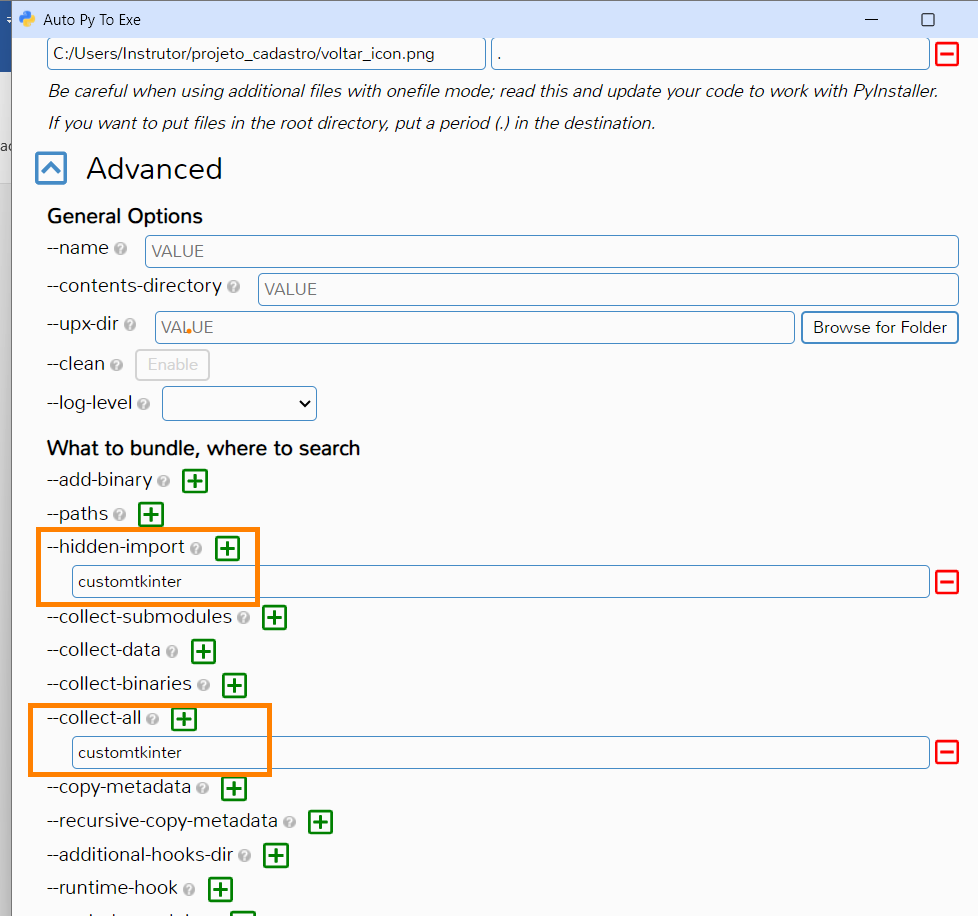 Auto Py To Exe
C:/Users/Instrutor/projeto_cadastro/voltar_icon.png .
Be careful when using additional files with onefile mode; read this and update your code to work with PyInstaller.
If you want to put files in the root directory, put a period (.) in the destination.
Advanced
General Options
--name ? VALUE
--contents-directory ? VALUE
--upx-dir ? VALUE Browse for Folder
--clean ? Enable
--log-level ?
What to bundle, where to search
--add-binary ?
--paths ?
--hidden-import ?
customtkinter
--collect-submodules ?
--collect-data ?
--collect-binaries ?
--collect-all ?
customtkinter
--copy-metadata ?
--recursive-copy-metadata ?
--additional-hooks-dir ?
--runtime-hook ?